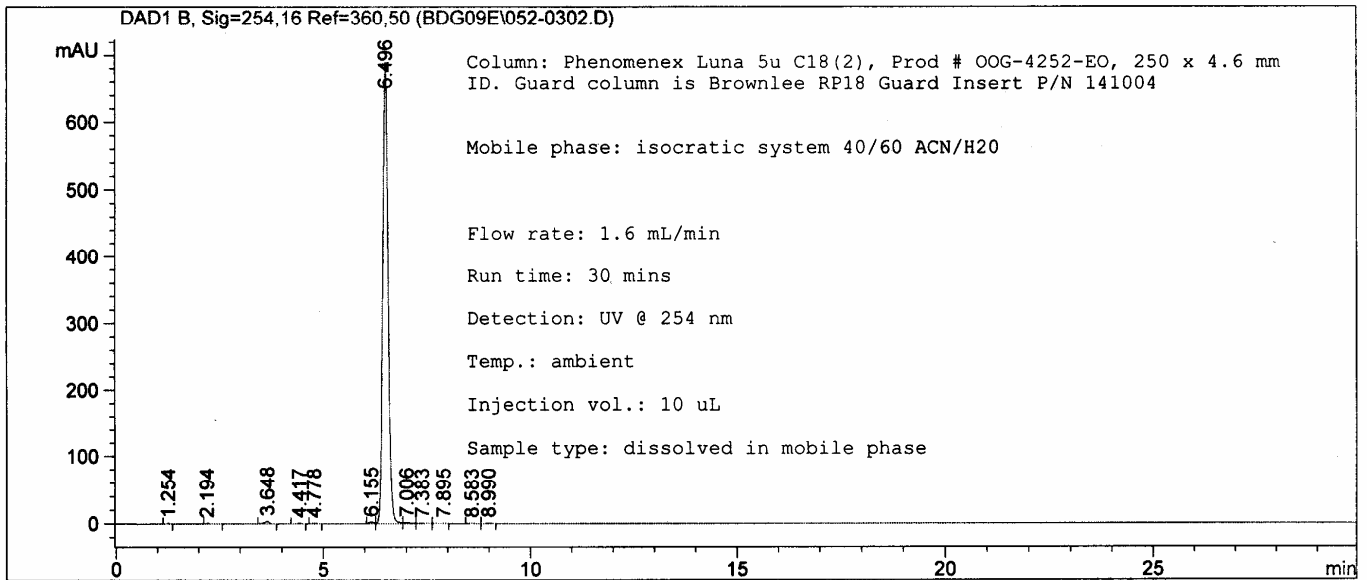 DAD1 B, Sig=254,16 Ref=360,50 (BDG09E\052-0302.D)
mAU
6.496
Column: Phenomenex Luna 5u C18(2), Prod # OOG-4252-EO, 250 x 4.6 mm
ID. Guard column is Brownlee RP18 Guard Insert P/N 141004
600
Mobile phase: isocratic system 40/60 ACN/H20
500
Flow rate: 1.6 mL/min
400
Run time: 30 mins
300
Detection: UV @ 254 nm
Temp.: ambient
200
Injection vol.: 10 uL
Sample type: dissolved in mobile phase
100
1.254
2.194
3.648
4.417
4.778
6.155
7.006
7.383
7.895
8.583
8.990
0
0 5 10 15 20 25 min